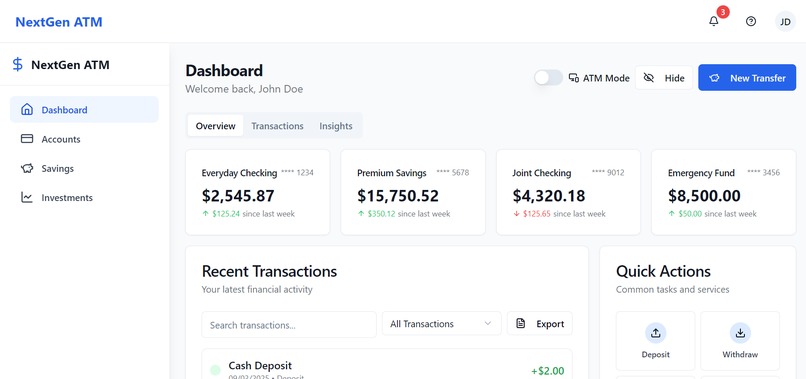 NextGen ATM
3
JD
NextGen ATM
Dashboard
Accounts
Savings
Investments
Dashboard
Welcome back, John Doe
ATM Mode
Hide
New Transfer
Overview
Transactions
Insights
Everyday Checking **** 1234
$2,545.87
↑ $125.24 since last week
Premium Savings **** 5678
$15,750.52
↑ $350.12 since last week
Joint Checking **** 9012
$4,320.18
↓ $125.65 since last week
Emergency Fund **** 3456
$8,500.00
↑ $50.00 since last week
Recent Transactions
Your latest financial activity
Search transactions...
All Transactions
Export
Cash Deposit
+$2.00
09/03/2025 • Deposit
Quick Actions
Common tasks and services
Deposit
Withdraw